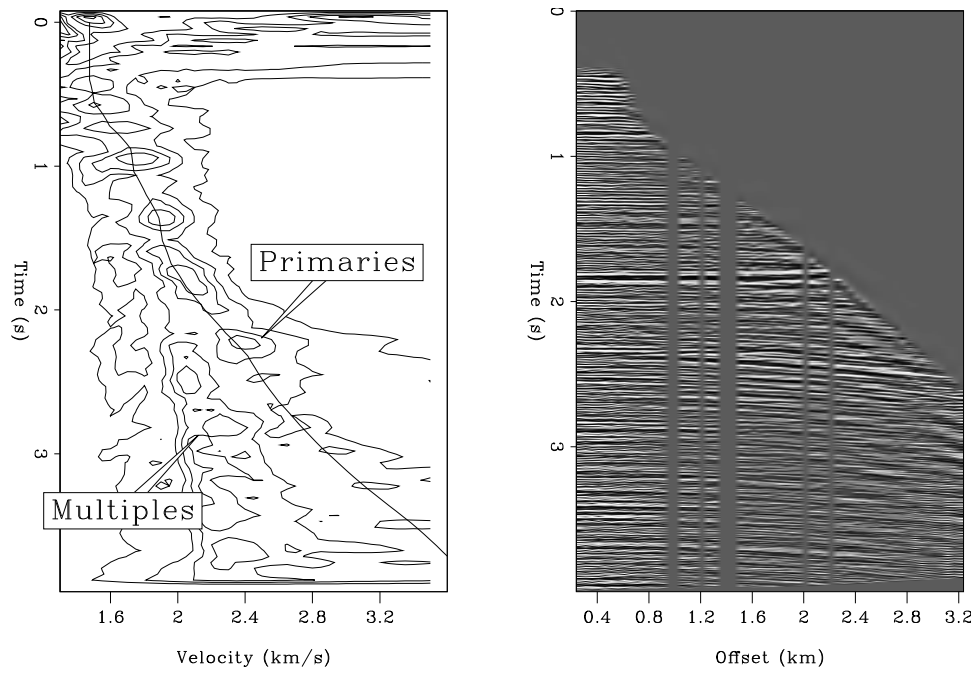 0
1
2
3
Time (s)
Primaries
Multiples
1.6 2 2.4 2.8 3.2
Velocity (km/s)
0
1
2
3
Time (s)
0.4 0.8 1.2 1.6 2 2.4 2.8 3.2
Offset (km)